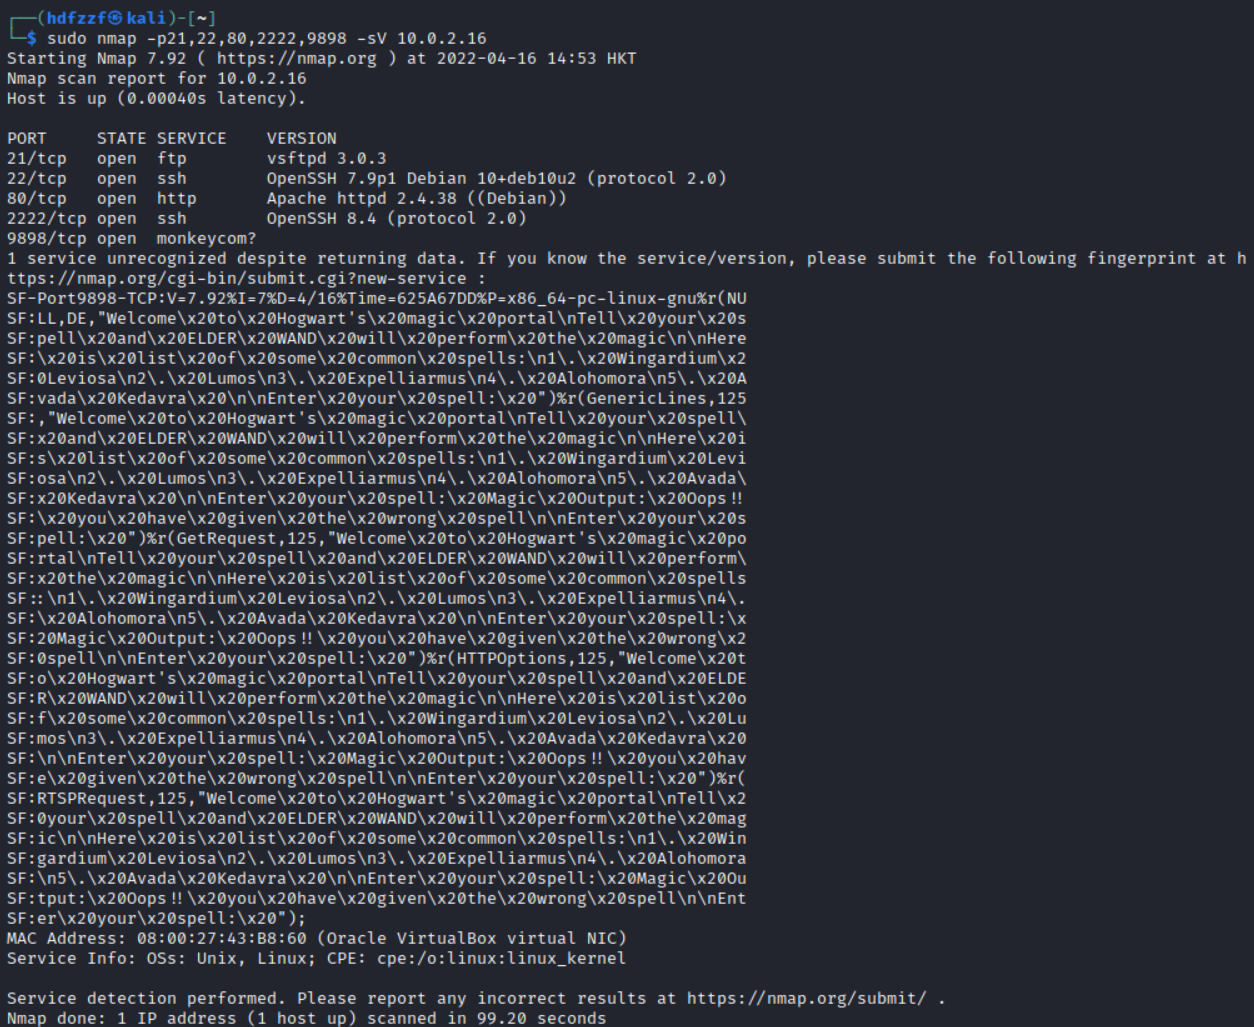 ┌──(hdfzzf㉿kali)-[~]
└─$ sudo nmap -p21,22,80,2222,9898 -sV 10.0.2.16
Starting Nmap 7.92 ( https://nmap.org ) at 2022-04-16 14:53 HKT
Nmap scan report for 10.0.2.16
Host is up (0.00040s latency).

PORT     STATE SERVICE    VERSION
21/tcp   open  ftp        vsftpd 3.0.3
22/tcp   open  ssh        OpenSSH 7.9p1 Debian 10+deb10u2 (protocol 2.0)
80/tcp   open  http       Apache httpd 2.4.38 ((Debian))
2222/tcp open  ssh        OpenSSH 8.4 (protocol 2.0)
9898/tcp open  monkeycom?
1 service unrecognized despite returning data. If you know the service/version, please submit the following fingerprint at h
ttps://nmap.org/cgi-bin/submit.cgi?new-service :
SF-Port9898-TCP:V=7.92%I=7%D=4/16%Time=625A67DD%P=x86_64-pc-linux-gnu%r(NU
SF:LL,DE,"Welcome\x20to\x20Hogwart's\x20magic\x20portal\nTell\x20your\x20s
SF:pell\x20and\x20ELDER\x20WAND\x20will\x20perform\x20the\x20magic\n\nHere
SF:\x20is\x20list\x20of\x20some\x20common\x20spells:\n1\.\x20Wingardium\x2
SF:0Leviosa\n2\.\x20Lumos\n3\.\x20Expelliarmus\n4\.\x20Alohomora\n5\.\x20A
SF:vada\x20Kedavra\x20\n\nEnter\x20your\x20spell:\x20")%r(GenericLines,125
SF:,"Welcome\x20to\x20Hogwart's\x20magic\x20portal\nTell\x20your\x20spell\
SF:x20and\x20ELDER\x20WAND\x20will\x20perform\x20the\x20magic\n\nHere\x20i
SF:s\x20list\x20of\x20some\x20common\x20spells:\n1\.\x20Wingardium\x20Levi
SF:osa\n2\.\x20Lumos\n3\.\x20Expelliarmus\n4\.\x20Alohomora\n5\.\x20Avada\
SF:x20Kedavra\x20\n\nEnter\x20your\x20spell:\x20Magic\x20Output:\x20Oops!!
SF:\x20you\x20have\x20given\x20the\x20wrong\x20spell\n\nEnter\x20your\x20s
SF:pell:\x20")%r(GetRequest,125,"Welcome\x20to\x20Hogwart's\x20magic\x20po
SF:rtal\nTell\x20your\x20spell\x20and\x20ELDER\x20WAND\x20will\x20perform\
SF:x20the\x20magic\n\nHere\x20is\x20list\x20of\x20some\x20common\x20spells
SF::\n1\.\x20Wingardium\x20Leviosa\n2\.\x20Lumos\n3\.\x20Expelliarmus\n4\.
SF:\x20Alohomora\n5\.\x20Avada\x20Kedavra\x20\n\nEnter\x20your\x20spell:\x
SF:20Magic\x20Output:\x20Oops!!\x20you\x20have\x20given\x20the\x20wrong\x2
SF:0spell\n\nEnter\x20your\x20spell:\x20")%r(HTTPOptions,125,"Welcome\x20t
SF:o\x20Hogwart's\x20magic\x20portal\nTell\x20your\x20spell\x20and\x20ELDE
SF:R\x20WAND\x20will\x20perform\x20the\x20magic\n\nHere\x20is\x20list\x20o
SF:f\x20some\x20common\x20spells:\n1\.\x20Wingardium\x20Leviosa\n2\.\x20Lu
SF:mos\n3\.\x20Expelliarmus\n4\.\x20Alohomora\n5\.\x20Avada\x20Kedavra\x20
SF:\n\nEnter\x20your\x20spell:\x20Magic\x20Output:\x20Oops!!\x20you\x20hav
SF:e\x20given\x20the\x20wrong\x20spell\n\nEnter\x20your\x20spell:\x20")%r(
SF:RTSPRequest,125,"Welcome\x20to\x20Hogwart's\x20magic\x20portal\nTell\x2
SF:0your\x20spell\x20and\x20ELDER\x20WAND\x20will\x20perform\x20the\x20mag
SF:ic\n\nHere\x20is\x20list\x20of\x20some\x20common\x20spells:\n1\.\x20Win
SF:gardium\x20Leviosa\n2\.\x20Lumos\n3\.\x20Expelliarmus\n4\.\x20Alohomora
SF:\n5\.\x20Avada\x20Kedavra\x20\n\nEnter\x20your\x20spell:\x20Magic\x20Ou
SF:tput:\x20Oops!!\x20you\x20have\x20given\x20the\x20wrong\x20spell\n\nEnt
SF:er\x20your\x20spell:\x20");
MAC Address: 08:00:27:43:B8:60 (Oracle VirtualBox virtual NIC)
Service Info: OSs: Unix, Linux; CPE: cpe:/o:linux:linux_kernel

Service detection performed. Please report any incorrect results at https://nmap.org/submit/ .
Nmap done: 1 IP address (1 host up) scanned in 99.20 seconds